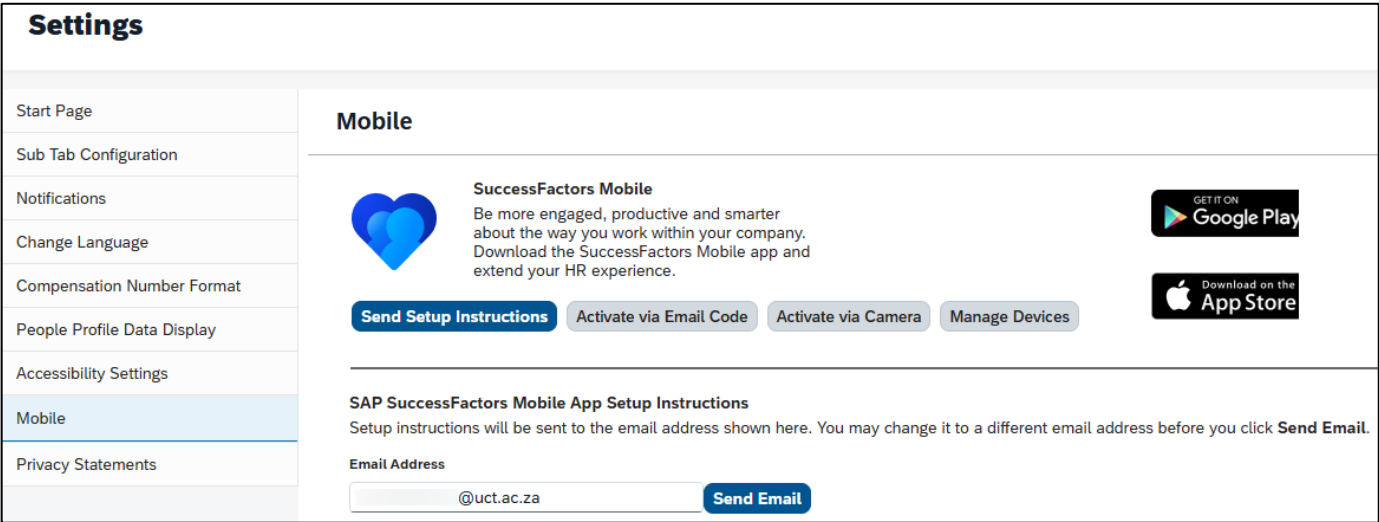 Settings
Start Page
Sub Tab Configuration
Notifications
Change Language
Compensation Number Format
People Profile Data Display
Accessibility Settings
Mobile
Privacy Statements
Mobile
SuccessFactors Mobile
Be more engaged, productive and smarter
about the way you work within your company.
Download the SuccessFactors Mobile app and
extend your HR experience.
GET IT ON
Google Play
Download on the
App Store
Send Setup Instructions
Activate via Email Code
Activate via Camera
Manage Devices
SAP SuccessFactors Mobile App Setup Instructions
Setup instructions will be sent to the email address shown here. You may change it to a different email address before you click Send Email.
Email Address
@uct.ac.za
Send Email